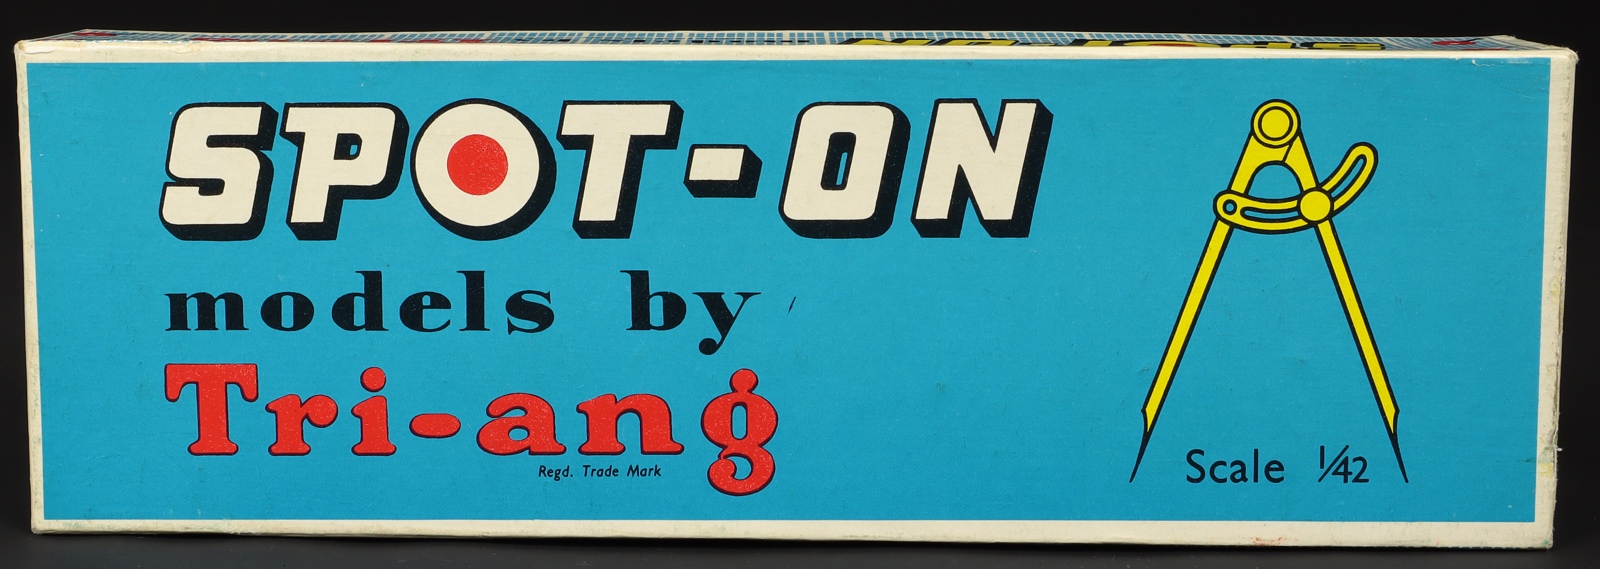 SPOT-ON
models by
Tri-ang
Regd. Trade Mark
Scale 1/42